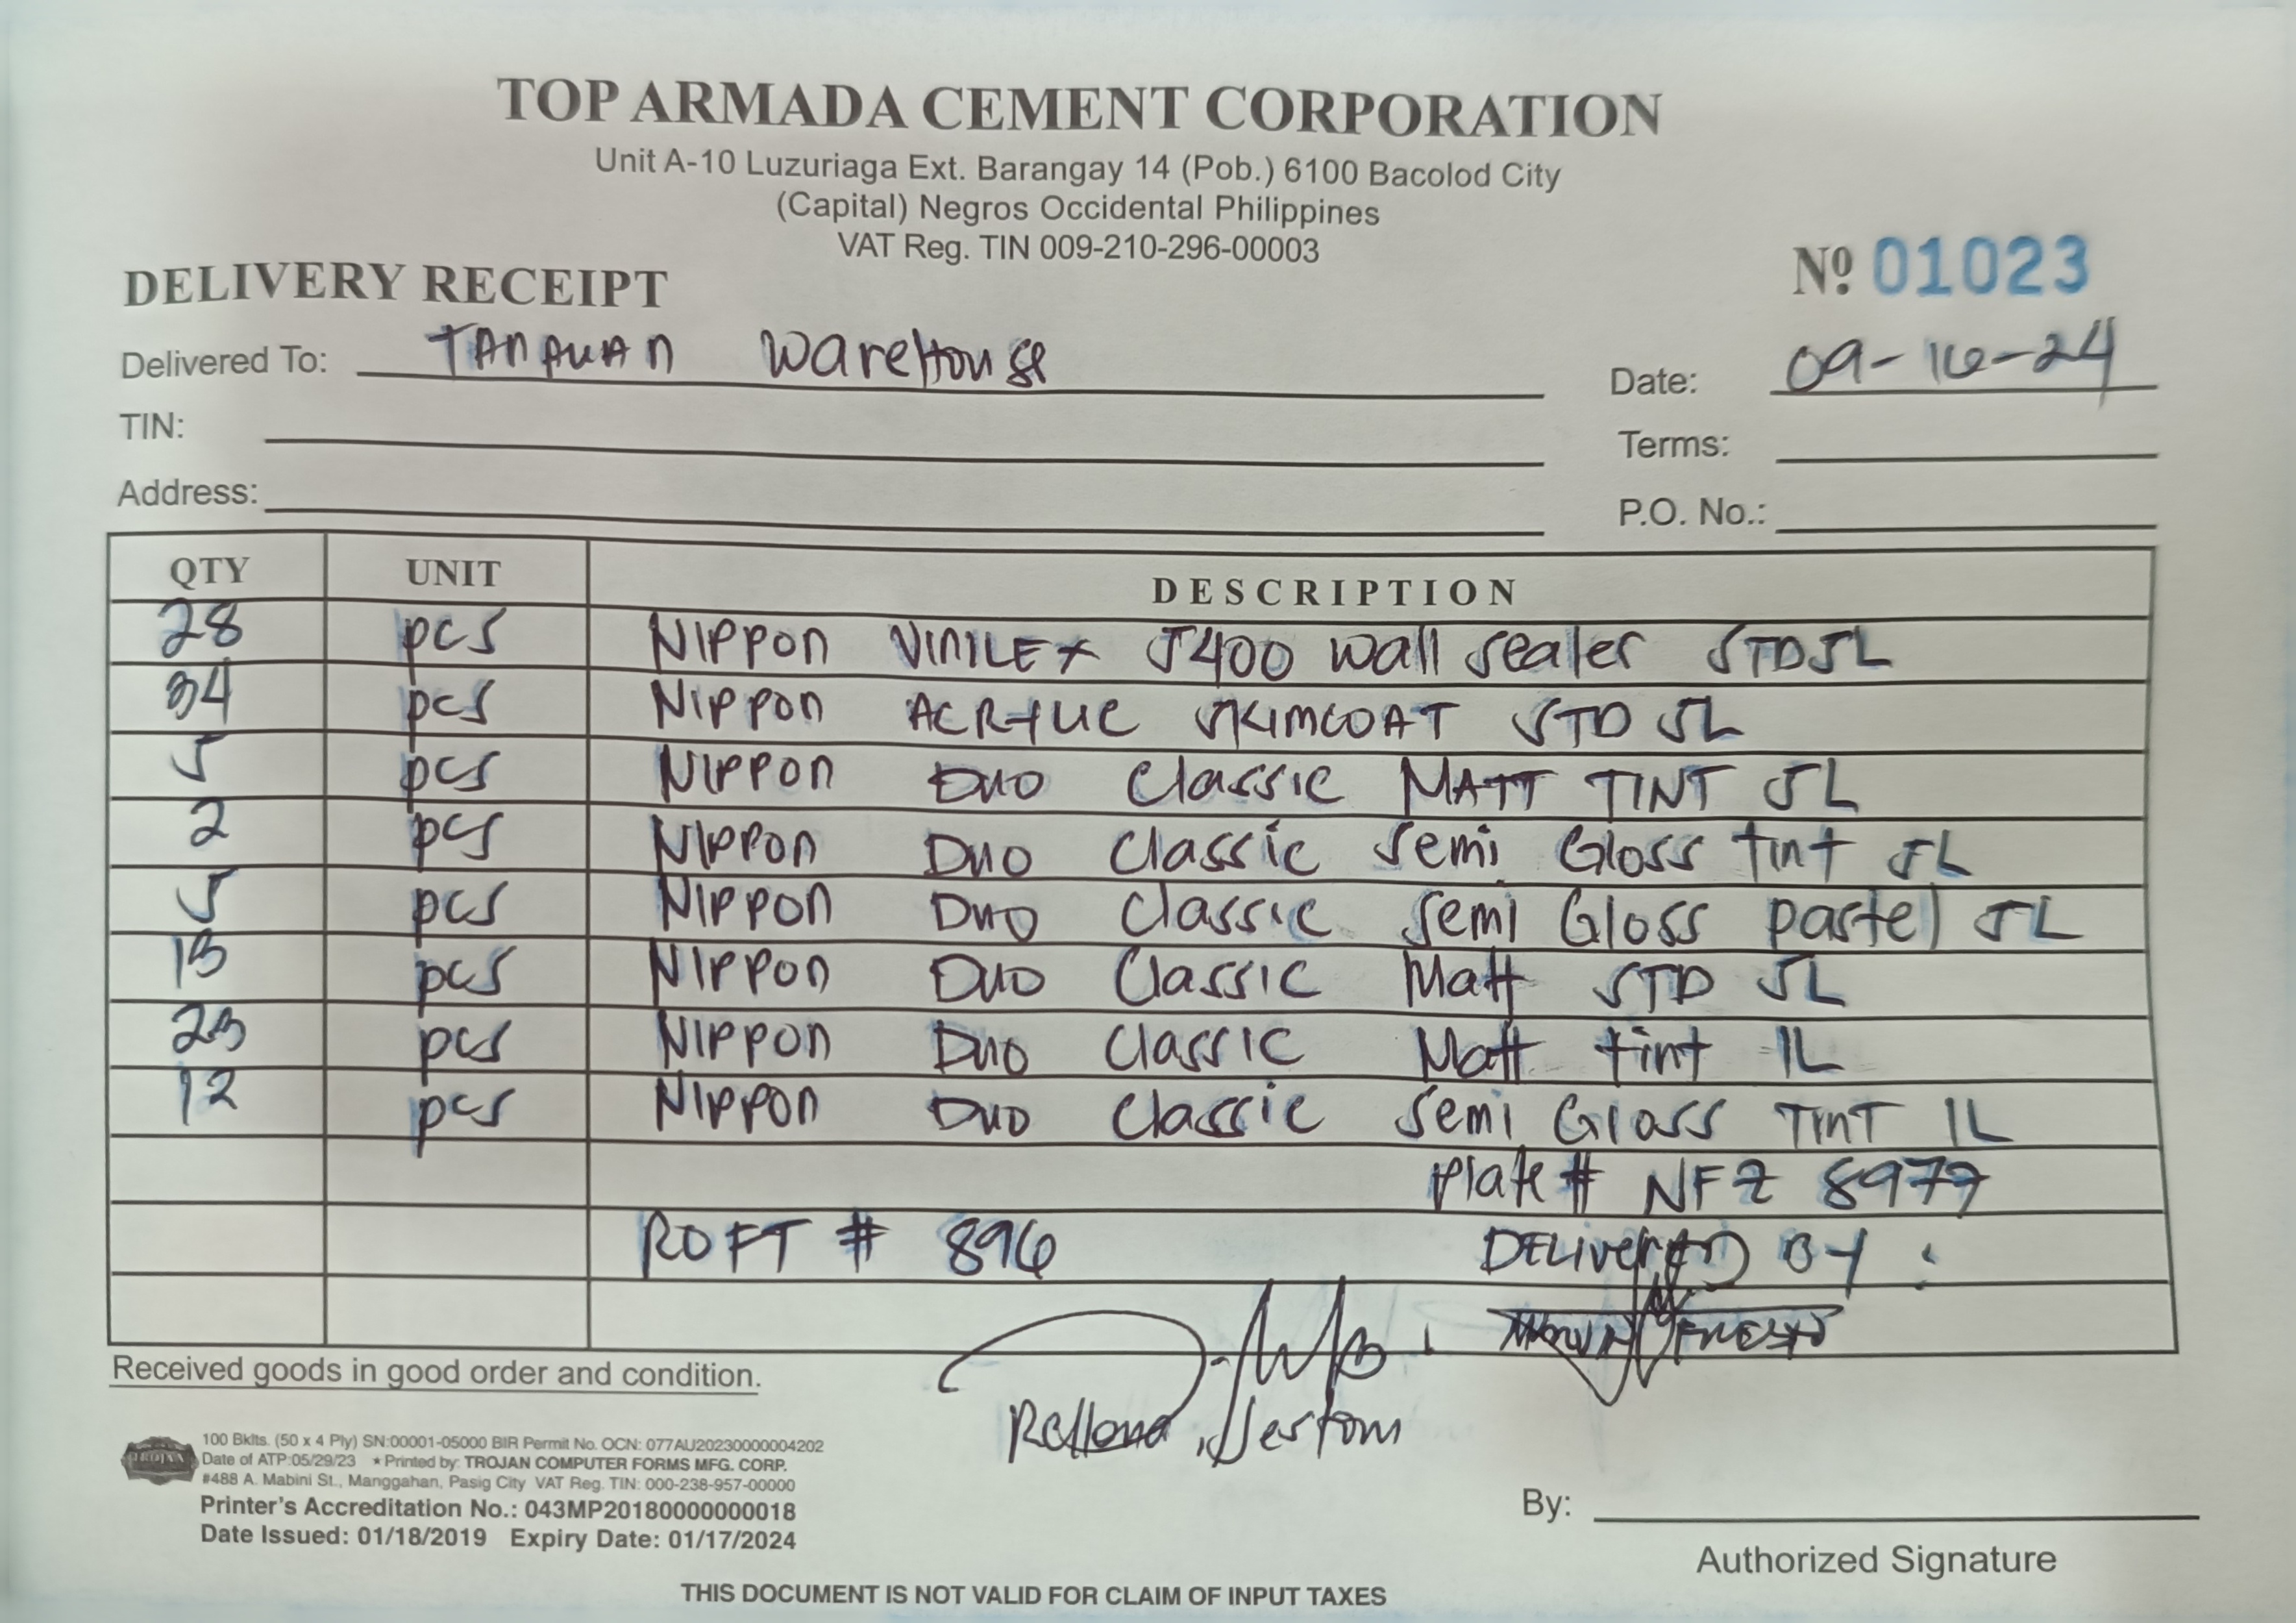 TOP ARMADA CEMENT CORPORATION
Unit A-10 Luzuriaga Ext. Barangay 14 (Pob.) 6100 Bacolod City
(Capital) Negros Occidental Philippines
VAT Reg. TIN 009-210-296-00003
DELIVERY RECEIPT
Nº 01023
Delivered To: TANAUAN WareHouse
Date: 09-16-24
TIN:
Terms:
Address:
P.O. No.:
QTY UNIT DESCRIPTION
28 pcs NIPPON VINILEX 5400 wall sealer STD 5L
34 pcs NIPPON ACRYLIC SKIMCOAT STD 5L
5 pcs NIPPON DUO Classic MATT TINT 5L
2 pcs NIPPON DUO Classic Semi Gloss tint 5L
5 pcs NIPPON DUO Classic Semi Gloss pastel 5L
13 pcs NIPPON DUO Classic Matt STD 5L
23 pcs NIPPON DUO Classic Matt tint 1L
12 pcs NIPPON DUO Classic Semi Gloss TINT 1L
Plate # NFZ 8977
ROFT # 896
DELIVERED BY :
Received goods in good order and condition.
TROJAN
100 Bklts. (50 x 4 Ply) SN:00001-05000 BIR Permit No. OCN: 077AU20230000004202
Date of ATP:05/29/23 ★ Printed by: TROJAN COMPUTER FORMS MFG. CORP.
#488 A. Mabini St., Manggahan, Pasig City VAT Reg. TIN: 000-238-957-00000
Printer's Accreditation No.: 043MP20180000000018
Date Issued: 01/18/2019 Expiry Date: 01/17/2024
By:
Authorized Signature
THIS DOCUMENT IS NOT VALID FOR CLAIM OF INPUT TAXES